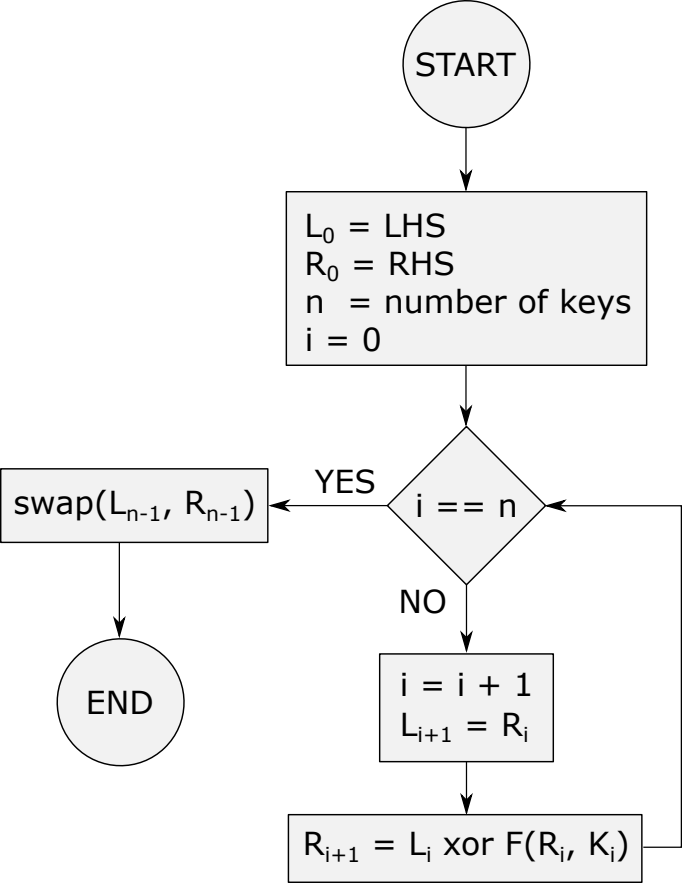 START
L₀ = LHS
R₀ = RHS
n = number of keys
i = 0
i == n
YES
swap(Lₙ₋₁, Rₙ₋₁)
END
NO
i = i + 1
Lᵢ₊₁ = Rᵢ
Rᵢ₊₁ = Lᵢ xor F(Rᵢ, Kᵢ)